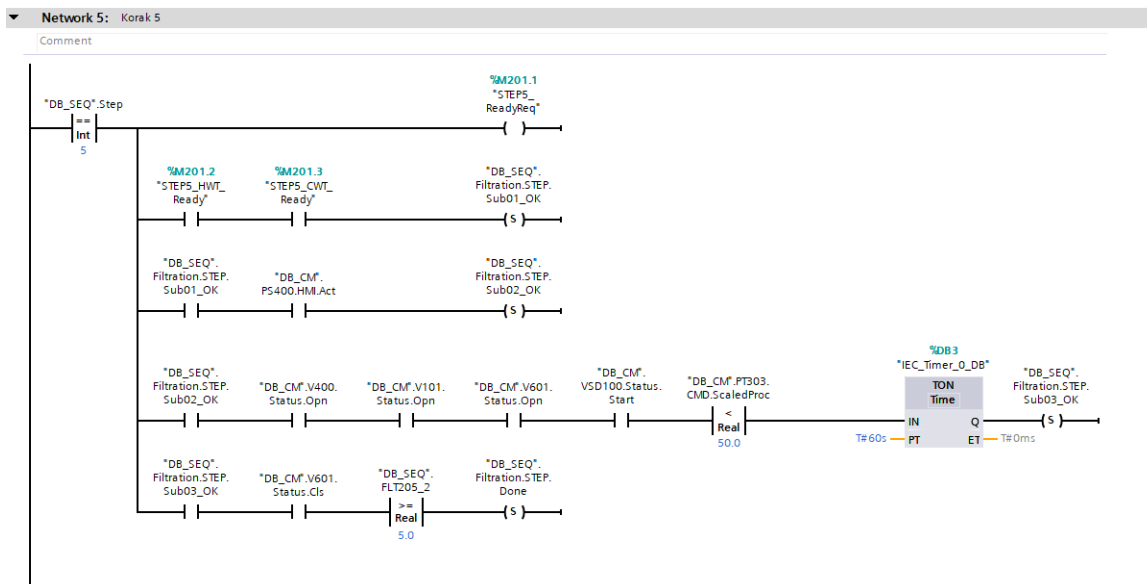 Network 5: Korak 5
Comment
%M201.1
"STEP5_
ReadyReq"
"DB_SEQ".Step
==
Int
5
( )
%M201.2
"STEP5_HWT_
Ready"
%M201.3
"STEP5_CWT_
Ready"
"DB_SEQ".
Filtration.STEP.
Sub01_OK
S
"DB_SEQ".
Filtration.STEP.
Sub01_OK
"DB_CM".
PS400.HMI.Act
"DB_SEQ".
Filtration.STEP.
Sub02_OK
S
"DB_SEQ".
Filtration.STEP.
Sub02_OK
"DB_CM".V400.
Status.Opn
"DB_CM".V101.
Status.Opn
"DB_CM".V601.
Status.Opn
"DB_CM".
VSD100.Status.
Start
"DB_CM".PT303.
CMD.ScaledProc
<
Real
50.0
%DB3
"IEC_Timer_0_DB"
TON
Time
IN Q
T#60s PT ET T#0ms
"DB_CM".
Filtration.STEP.
Sub03_OK
S
"DB_SEQ".
Filtration.STEP.
Sub03_OK
"DB_CM".V601.
Status.Cls
"DB_SEQ".
FLT205_2
>=
Real
5.0
"DB_SEQ".
Filtration.STEP.
Done
S